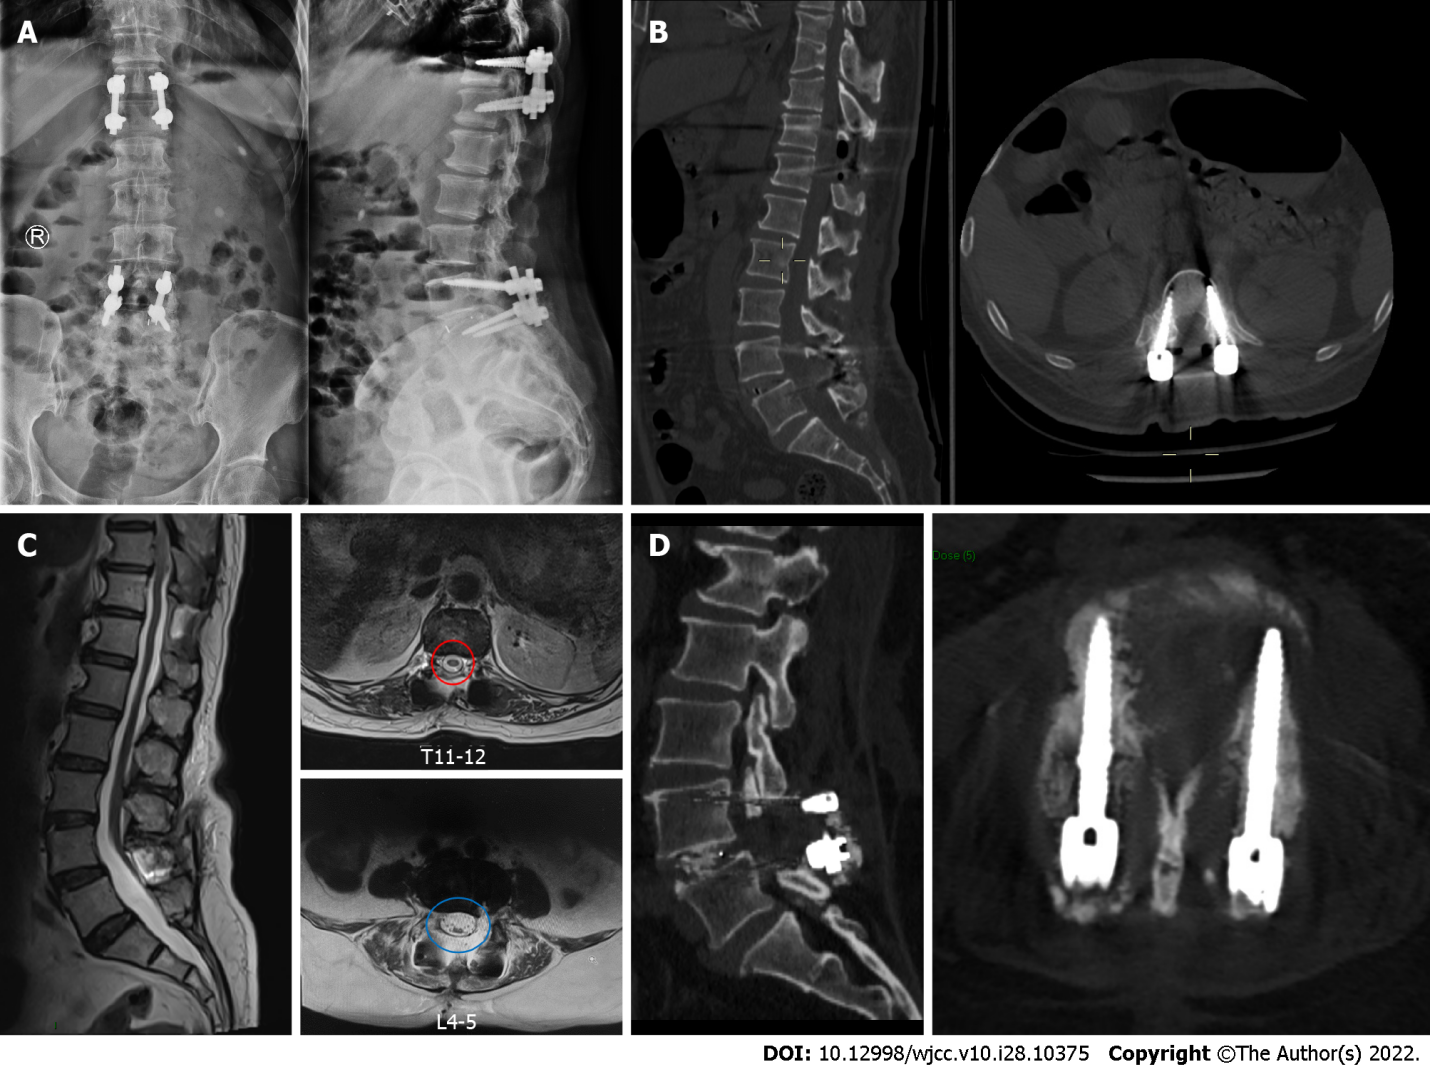 A
B
R
C
T11-12
L4-5
D
Dose (5)
DOI: 10.12998/wjcc.v10.i28.10375 Copyright ©The Author(s) 2022.